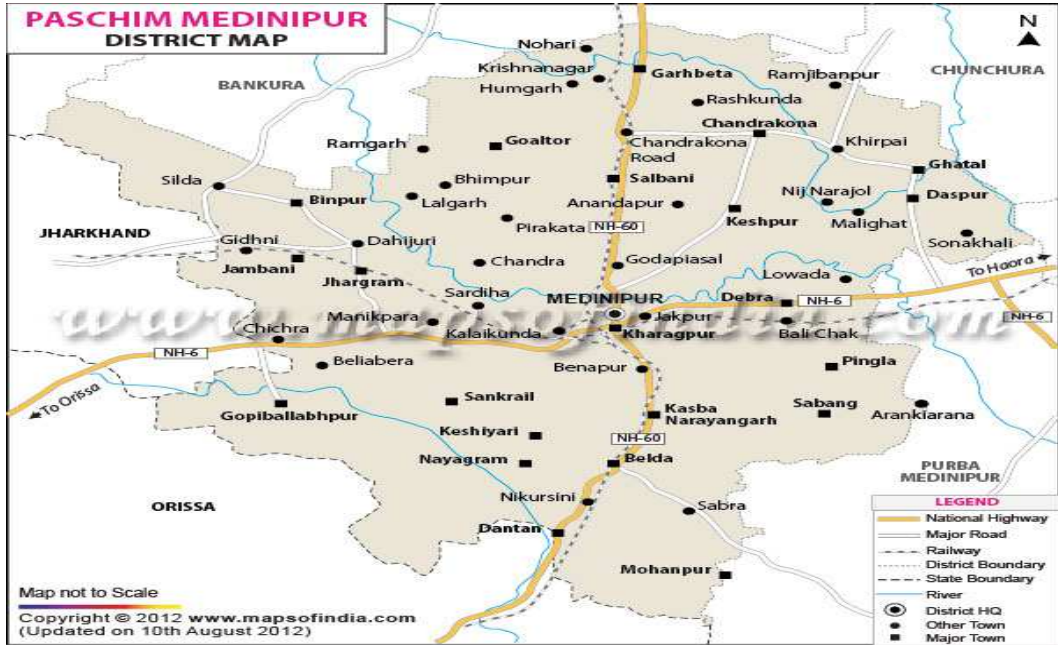 PASCHIM MEDINIPUR
DISTRICT MAP
N
Nohari
Krishnanagar
Humgarh
Garhbeta
Ramjibanpur
CHUNCHURA
BANKURA
Rashkunda
Chandrakona
Ramgarh
Goaltor
Chandrakona
Road
Khirpai
Ghatal
Silda
Bhimpur
Salbani
Binpur
Lalgarh
Anandapur
Nij Narajol
Daspur
Pirakata
Keshpur
Malighat
NH-60
JHARKHAND
Gidhni
Dahijuri
Sonakhali
Jambani
Chandra
Godapiasal
Lowada
To Haora
Jhargram
Sardiha
MEDINIPUR
Debra
NH-6
www.mapsofindia.com
Manikpara
Kalaikunda
Jakpur
NH-6
Chichra
Kharagpur
Bali Chak
NH-6
Beliabera
Benapur
Pingla
To Orissa
Gopiballabhpur
Sankrail
Kasba
Narayangarh
Sabang
Arankiarana
Keshiyari
NH-60
Nayagram
Belda
PURBA
MEDINIPUR
ORISSA
Nikursini
Sabra
Dantan
Mohanpur
LEGEND
National Highway
Major Road
Railway
District Boundary
State Boundary
River
District HQ
Other Town
Major Town
Map not to Scale
Copyright © 2012 www.mapsofindia.com
(Updated on 10th August 2012)